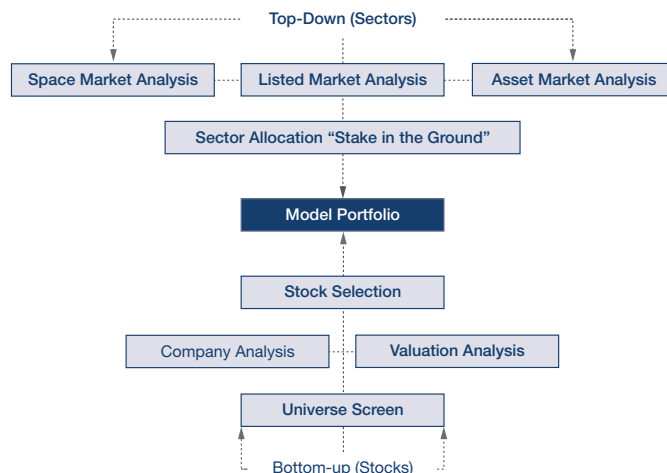 Top-Down (Sectors)
Space Market Analysis
Listed Market Analysis
Asset Market Analysis
Sector Allocation “Stake in the Ground”
Model Portfolio
Stock Selection
Company Analysis
Valuation Analysis
Universe Screen
Bottom-up (Stocks)